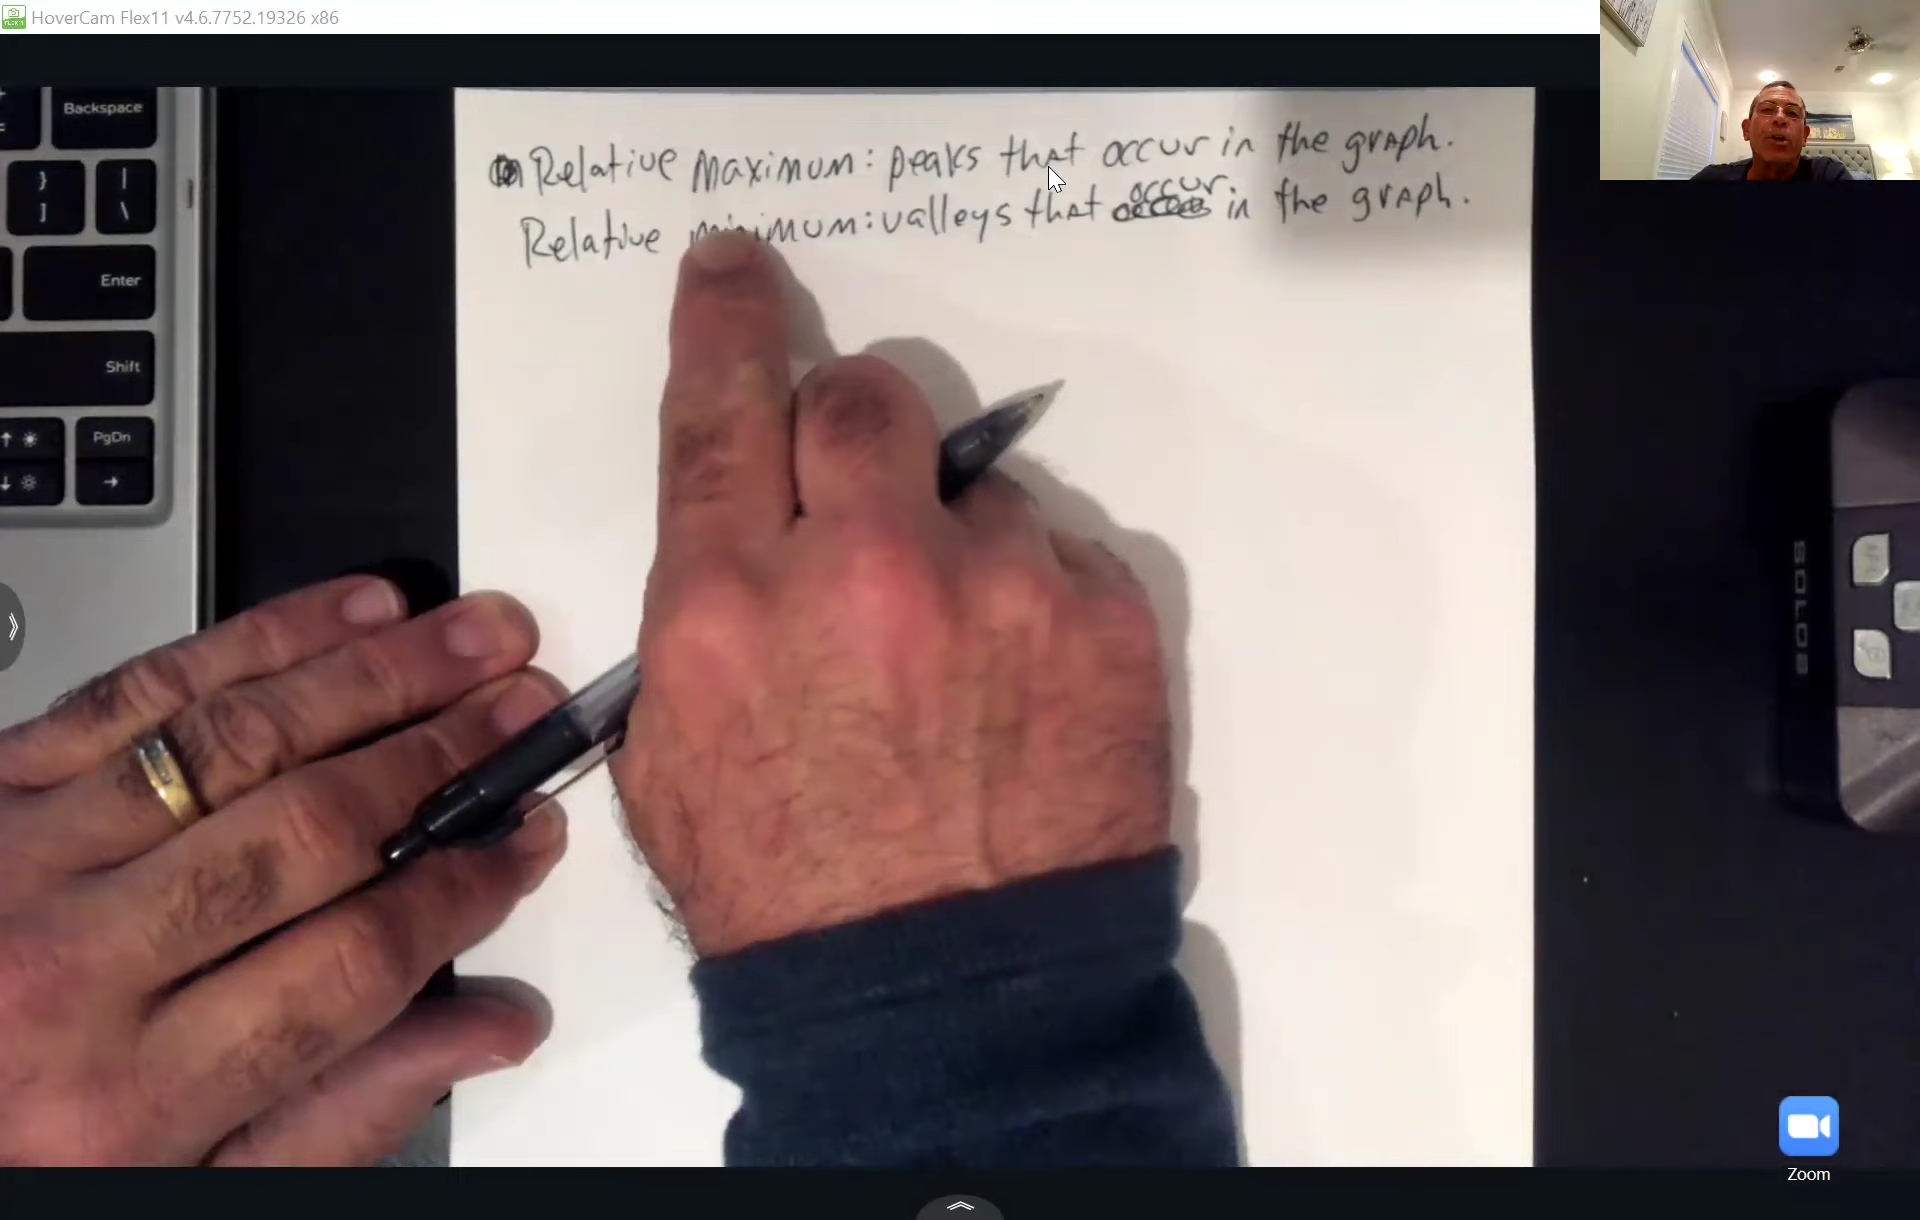 HoverCam Flex11 v4.6.7752.19326 x86
Backspace
}
]
|
\
Enter
Shift
↑
PgDn
↓
→
Relative Maximum: peaks that occur in the graph.
Relative minimum: valleys that occur in the graph.
SOLO8
Zoom